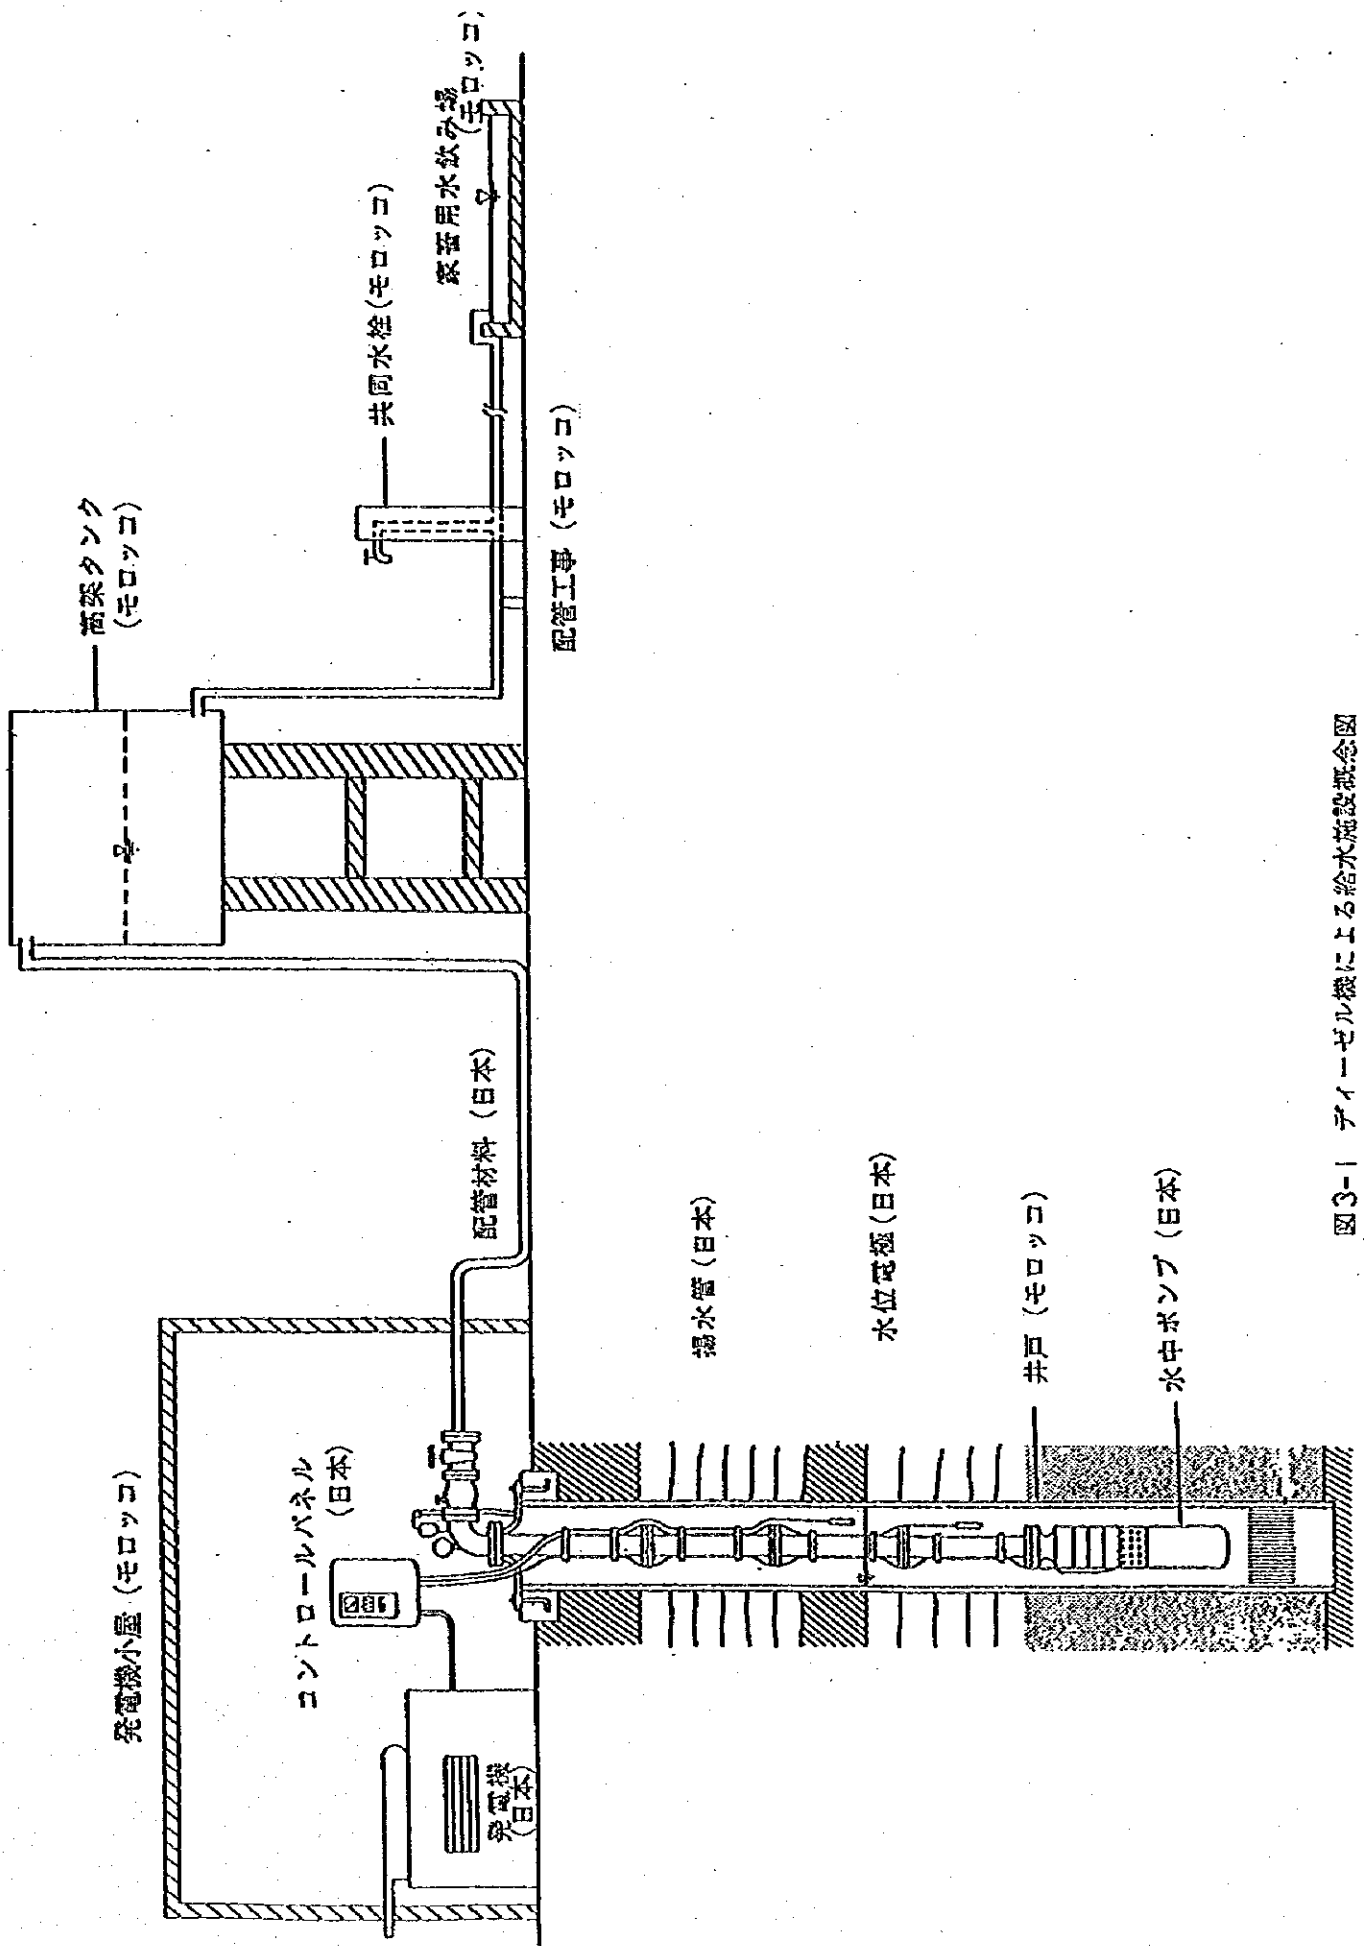 発電機小屋 (モロッコ)
コントロールパネル
(日本)
発電機
(日本)
配管材料 (日本)
高架タンク
(モロッコ)
共同水栓(モロッコ)
家畜用水飲み場
(モロッコ)
配管工事 (モロッコ)
揚水管 (日本)
水位電極(日本)
井戸 (モロッコ)
水中ポンプ (日本)
図3-1 ディーゼル機による給水施設概念図